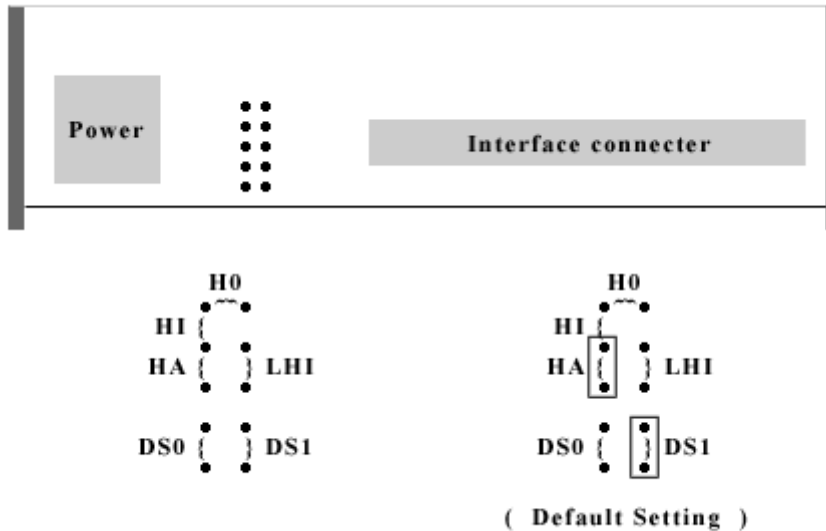 Power
Interface connecter
H0
HI
HA
LHI
DS0
DS1
H0
HI
HA
LHI
DS0
DS1
( Default Setting )